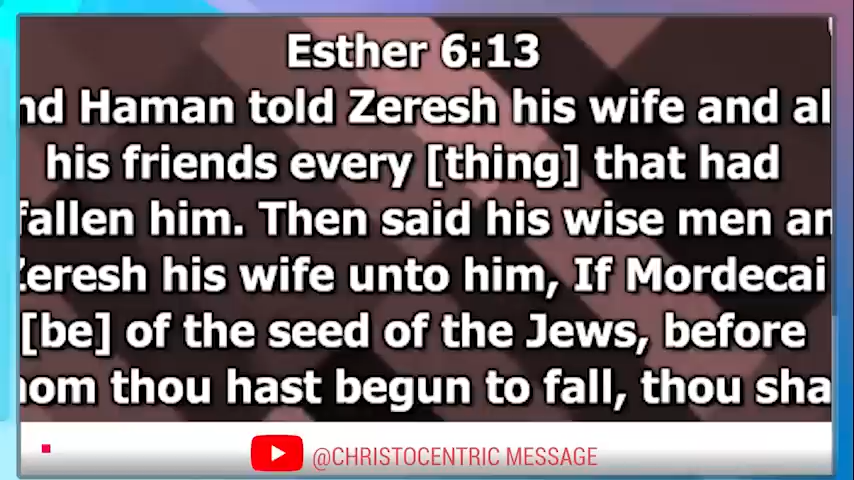 Esther 6:13
nd Haman told Zeresh his wife and al
his friends every [thing] that had
fallen him. Then said his wise men an
Zeresh his wife unto him, If Mordecai
[be] of the seed of the Jews, before
hom thou hast begun to fall, thou sha
@CHRISTOCENTRIC MESSAGE